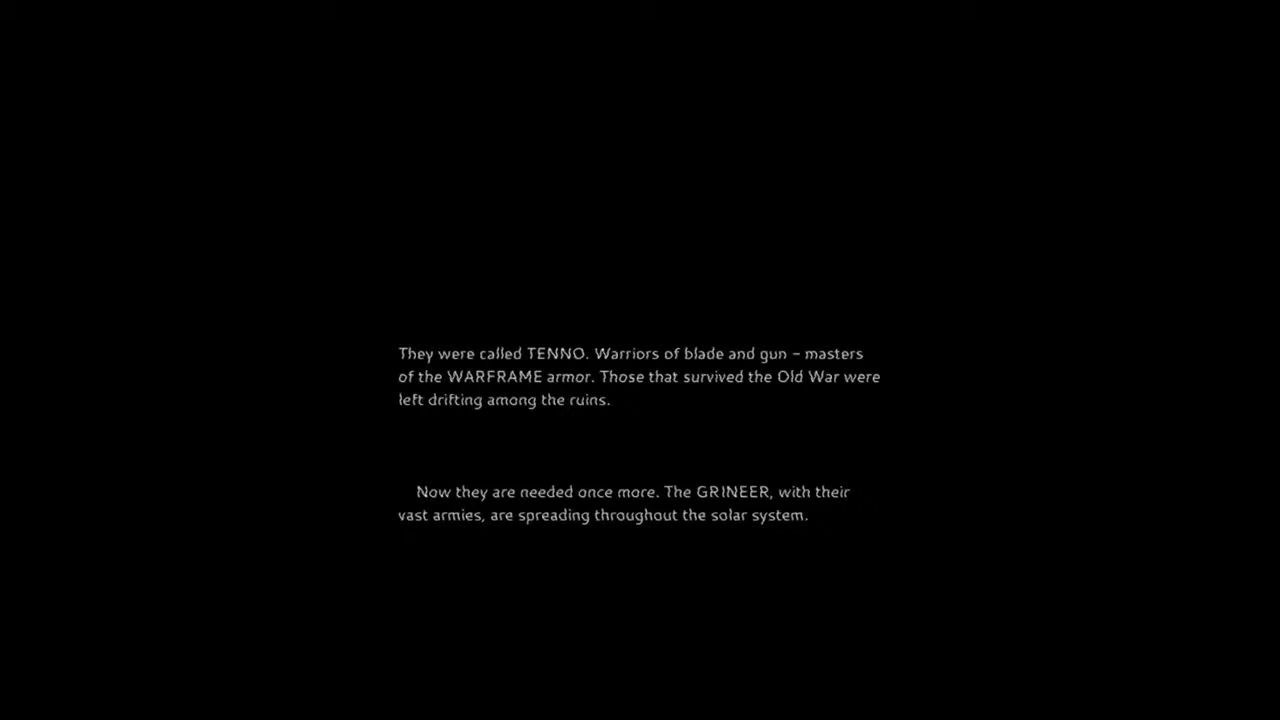 They were called TENNO. Warriors of blade and gun - masters
of the WARFRAME armor. Those that survived the Old War were
left drifting among the ruins.
Now they are needed once more. The GRINEER, with their
vast armies, are spreading throughout the solar system.